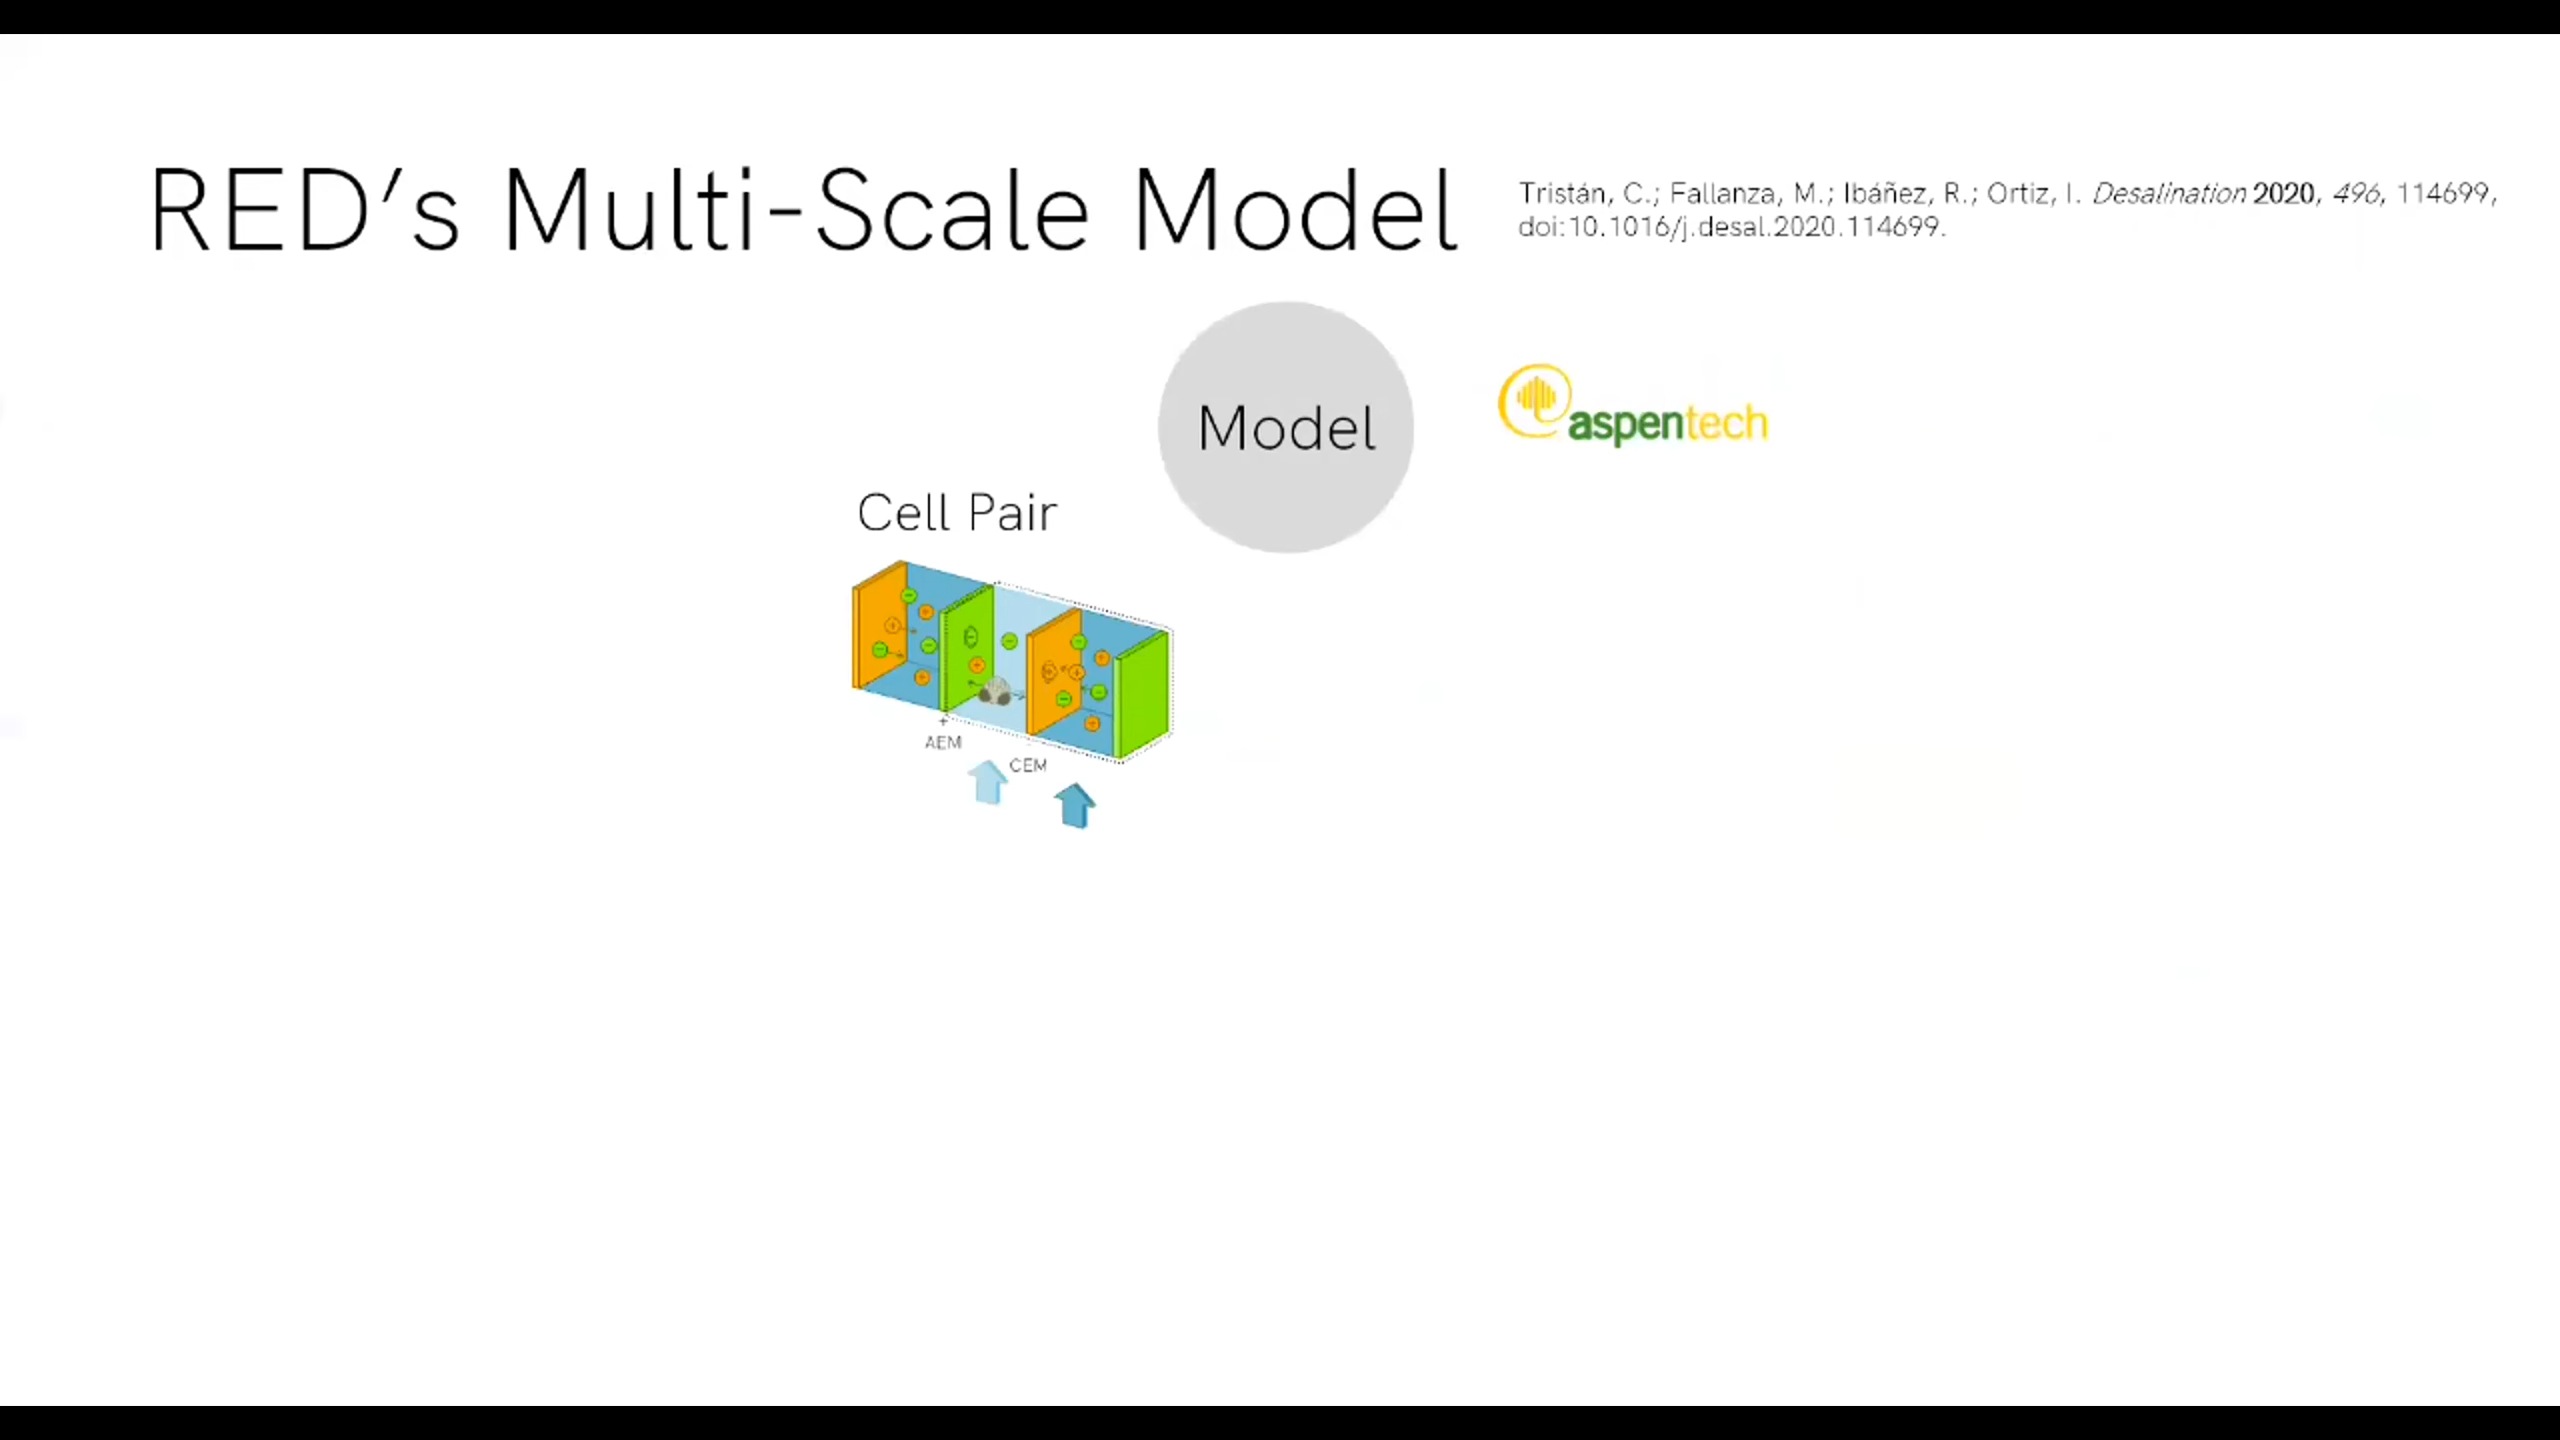 RED’s Multi-Scale Model
Tristán, C.; Fallanza, M.; Ibáñez, R.; Ortiz, I. Desalination 2020, 496, 114699,
doi:10.1016/j.desal.2020.114699.
Model
aspentech
Cell Pair
+
AEM
CEM